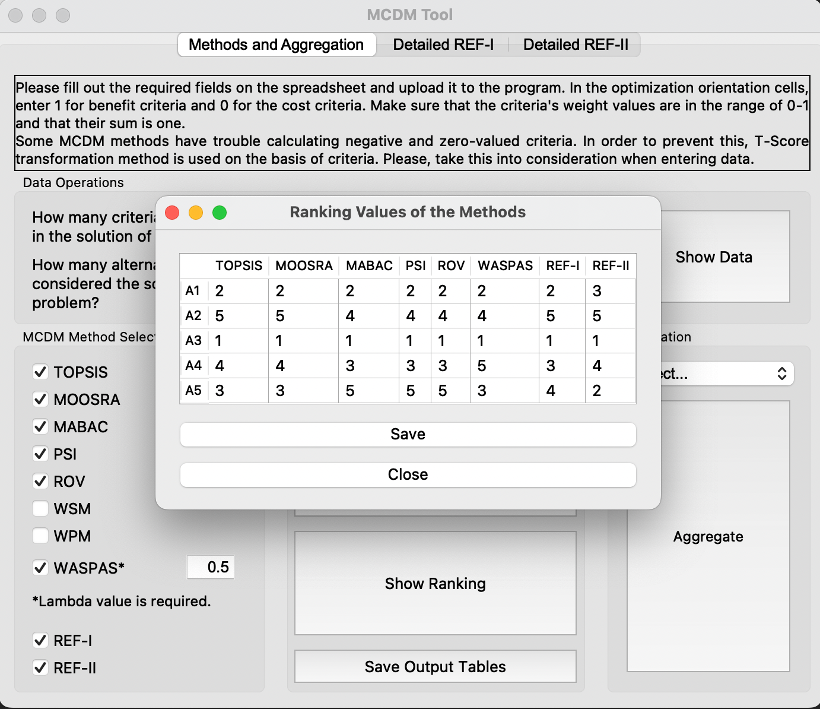 MCDM Tool
Methods and Aggregation Detailed REF-I Detailed REF-II
Please fill out the required fields on the spreadsheet and upload it to the program. In the optimization orientation cells,
enter 1 for benefit criteria and 0 for the cost criteria. Make sure that the criteria's weight values are in the range of 0-1
and that their sum is one.
Some MCDM methods have trouble calculating negative and zero-valued criteria. In order to prevent this, T-Score
transformation method is used on the basis of criteria. Please, take this into consideration when entering data.
Data Operations
How many criteria
in the solution of
How many alterna
considered the so
problem?
Show Data
Ranking Values of the Methods
TOPSIS MOOSRA MABAC PSI ROV WASPAS REF-I REF-II
A1 2 2 2 2 2 2 2 3
A2 5 5 4 4 4 4 5 5
A3 1 1 1 1 1 1 1 1
A4 4 4 3 3 3 5 3 4
A5 3 3 5 5 5 3 4 2
Save
Close
MCDM Method Selec
TOPSIS
MOOSRA
MABAC
PSI
ROV
WSM
WPM
WASPAS* 0.5
*Lambda value is required.
REF-I
REF-II
Show Ranking
Save Output Tables
ation
ect...
Aggregate